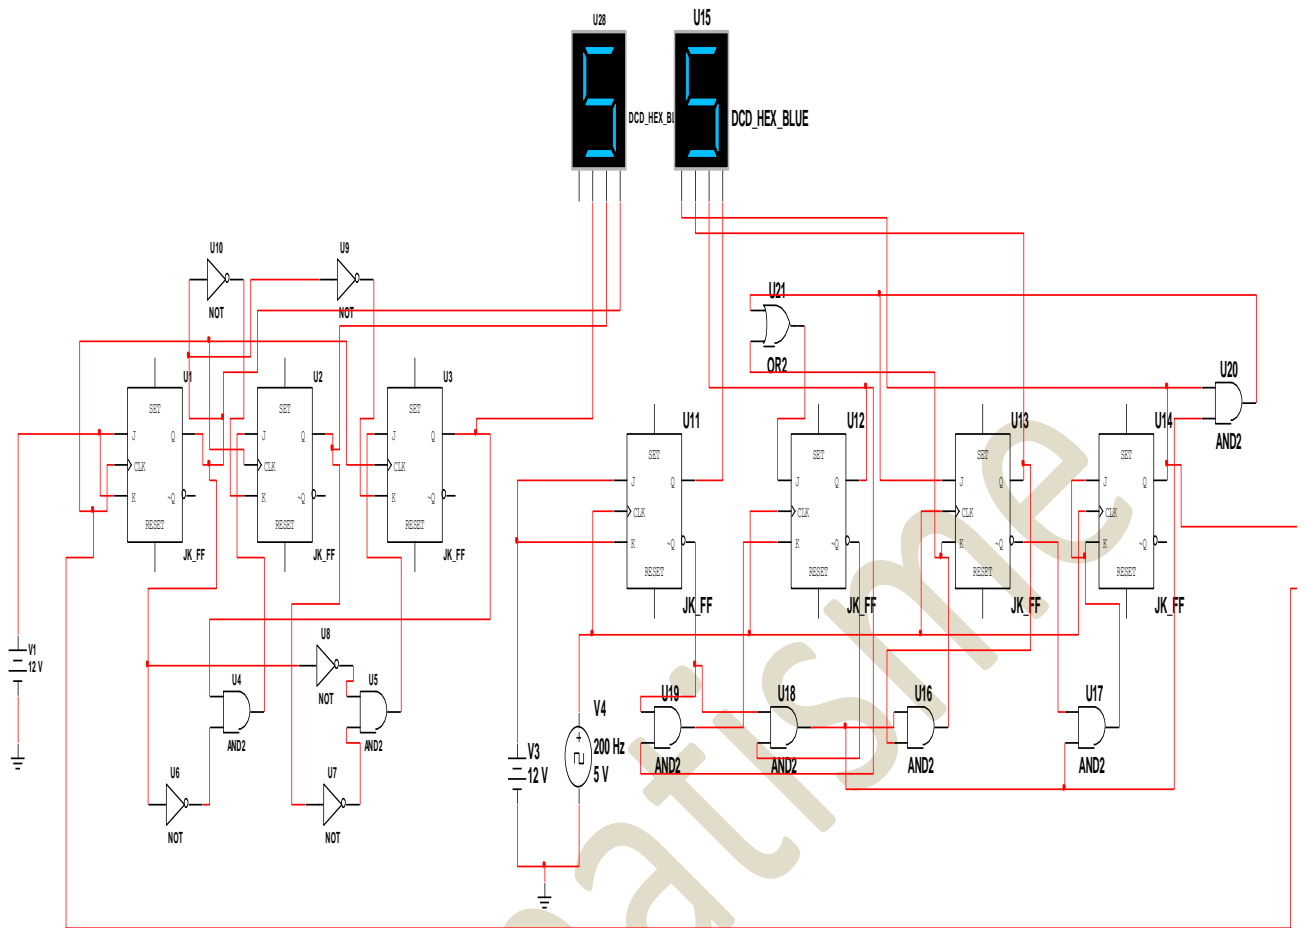 U28
U15
5
5
DCD_HEX_BL
DCD_HEX_BLUE
U10
NOT
U9
NOT
U21
OR2
U20
AND2
U1
SET
J
Q
CLK
K
~Q
RESET
JK_FF
U2
SET
J
Q
CLK
K
~Q
RESET
JK_FF
U3
SET
J
Q
CLK
K
~Q
RESET
JK_FF
U11
SET
J
Q
CLK
K
~Q
RESET
JK_FF
U12
SET
J
Q
CLK
K
~Q
RESET
JK_FF
U13
SET
J
Q
CLK
K
~Q
RESET
JK_FF
U14
SET
J
Q
CLK
K
~Q
RESET
JK_FF
V1
12 V
U8
NOT
U4
AND2
U5
AND2
U6
NOT
U7
NOT
V3
12 V
V4
200 Hz
5 V
U19
AND2
U18
AND2
U16
AND2
U17
AND2
matisme